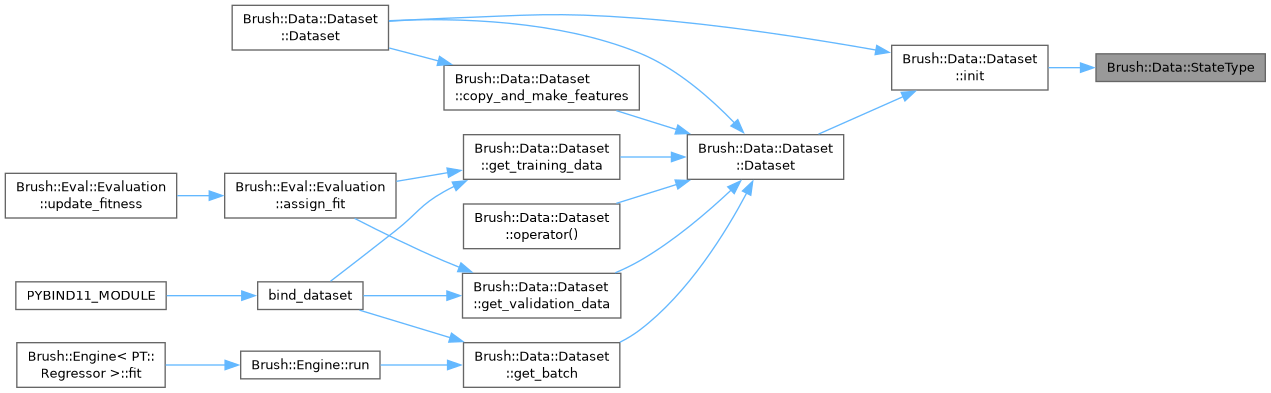 Brush::Data::Dataset
::Dataset
Brush::Data::Dataset
::init
Brush::Data::StateType
Brush::Data::Dataset
::copy_and_make_features
Brush::Data::Dataset
::get_training_data
Brush::Data::Dataset
::Dataset
Brush::Eval::Evaluation
::update_fitness
Brush::Eval::Evaluation
::assign_fit
Brush::Data::Dataset
::operator()
PYBIND11_MODULE
bind_dataset
Brush::Data::Dataset
::get_validation_data
Brush::Engine< PT::
Regressor >::fit
Brush::Engine::run
Brush::Data::Dataset
::get_batch